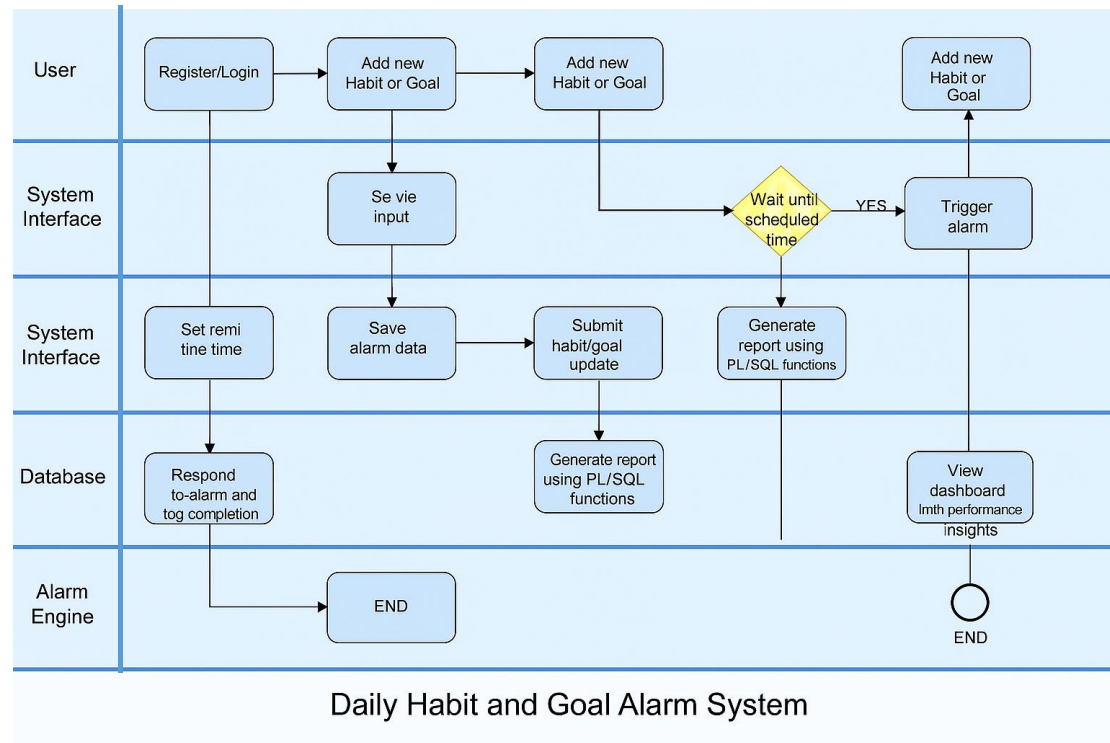 User
Register/Login
Add new
Habit or Goal
Add new
Habit or Goal
Add new
Habit or
Goal
System
Interface
Se vie
input
Wait until
scheduled
time
YES
Trigger
alarm
System
Interface
Set remi
tine time
Save
alarm data
Submit
habit/goal
update
Generate
report using
PL/SQL functions
Database
Respond
to-alarm and
tog completion
Generate report
using PL/SQL
functions
View
dashboard
lmth performance
insights
Alarm
Engine
END
END
Daily Habit and Goal Alarm System